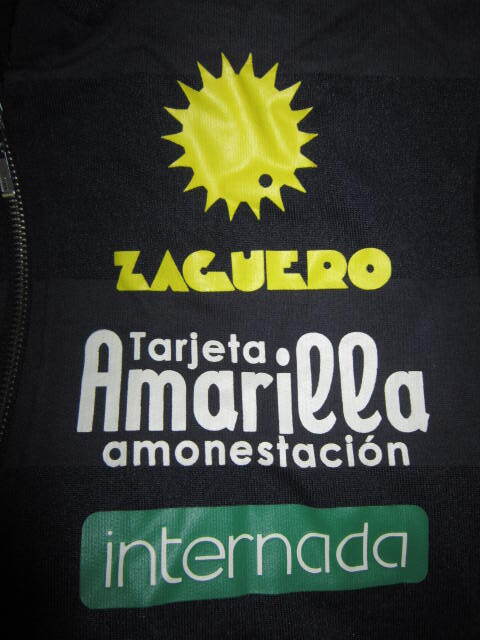 ZAGUERO
Tarjeta
Amarilla
amonestación
internada